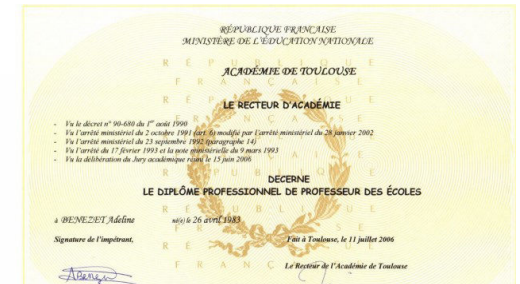 RÉPUBLIQUE FRANÇAISE
MINISTÈRE DE L'ÉDUCATION NATIONALE
ACADÉMIE DE TOULOUSE
LE RECTEUR D'ACADÉMIE
- Vu le décret n° 90-680 du 1er août 1990
- Vu l'arrêté ministériel du 2 octobre 1991 (art. 6) modifié par l'arrêté ministériel du 28 janvier 2002
- Vu l'arrêté ministériel du 23 septembre 1992 (paragraphe 14)
- Vu l'arrêté du 17 février 1993 et la note ministérielle du 9 mars 1993
- Vu la délibération du Jury académique réuni le 15 juin 2006
DECERNE
LE DIPLÔME PROFESSIONNEL DE PROFESSEUR DES ÉCOLES
à BENEZET Adeline né(e) le 26 avril 1983
Signature de l'impétrant, Fait à Toulouse, le 11 juillet 2006
Le Recteur de l'Académie de Toulouse